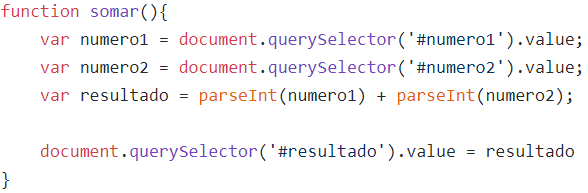 function somar(){
    var numero1 = document.querySelector('#numero1').value;
    var numero2 = document.querySelector('#numero2').value;
    var resultado = parseInt(numero1) + parseInt(numero2);

    document.querySelector('#resultado').value = resultado
}